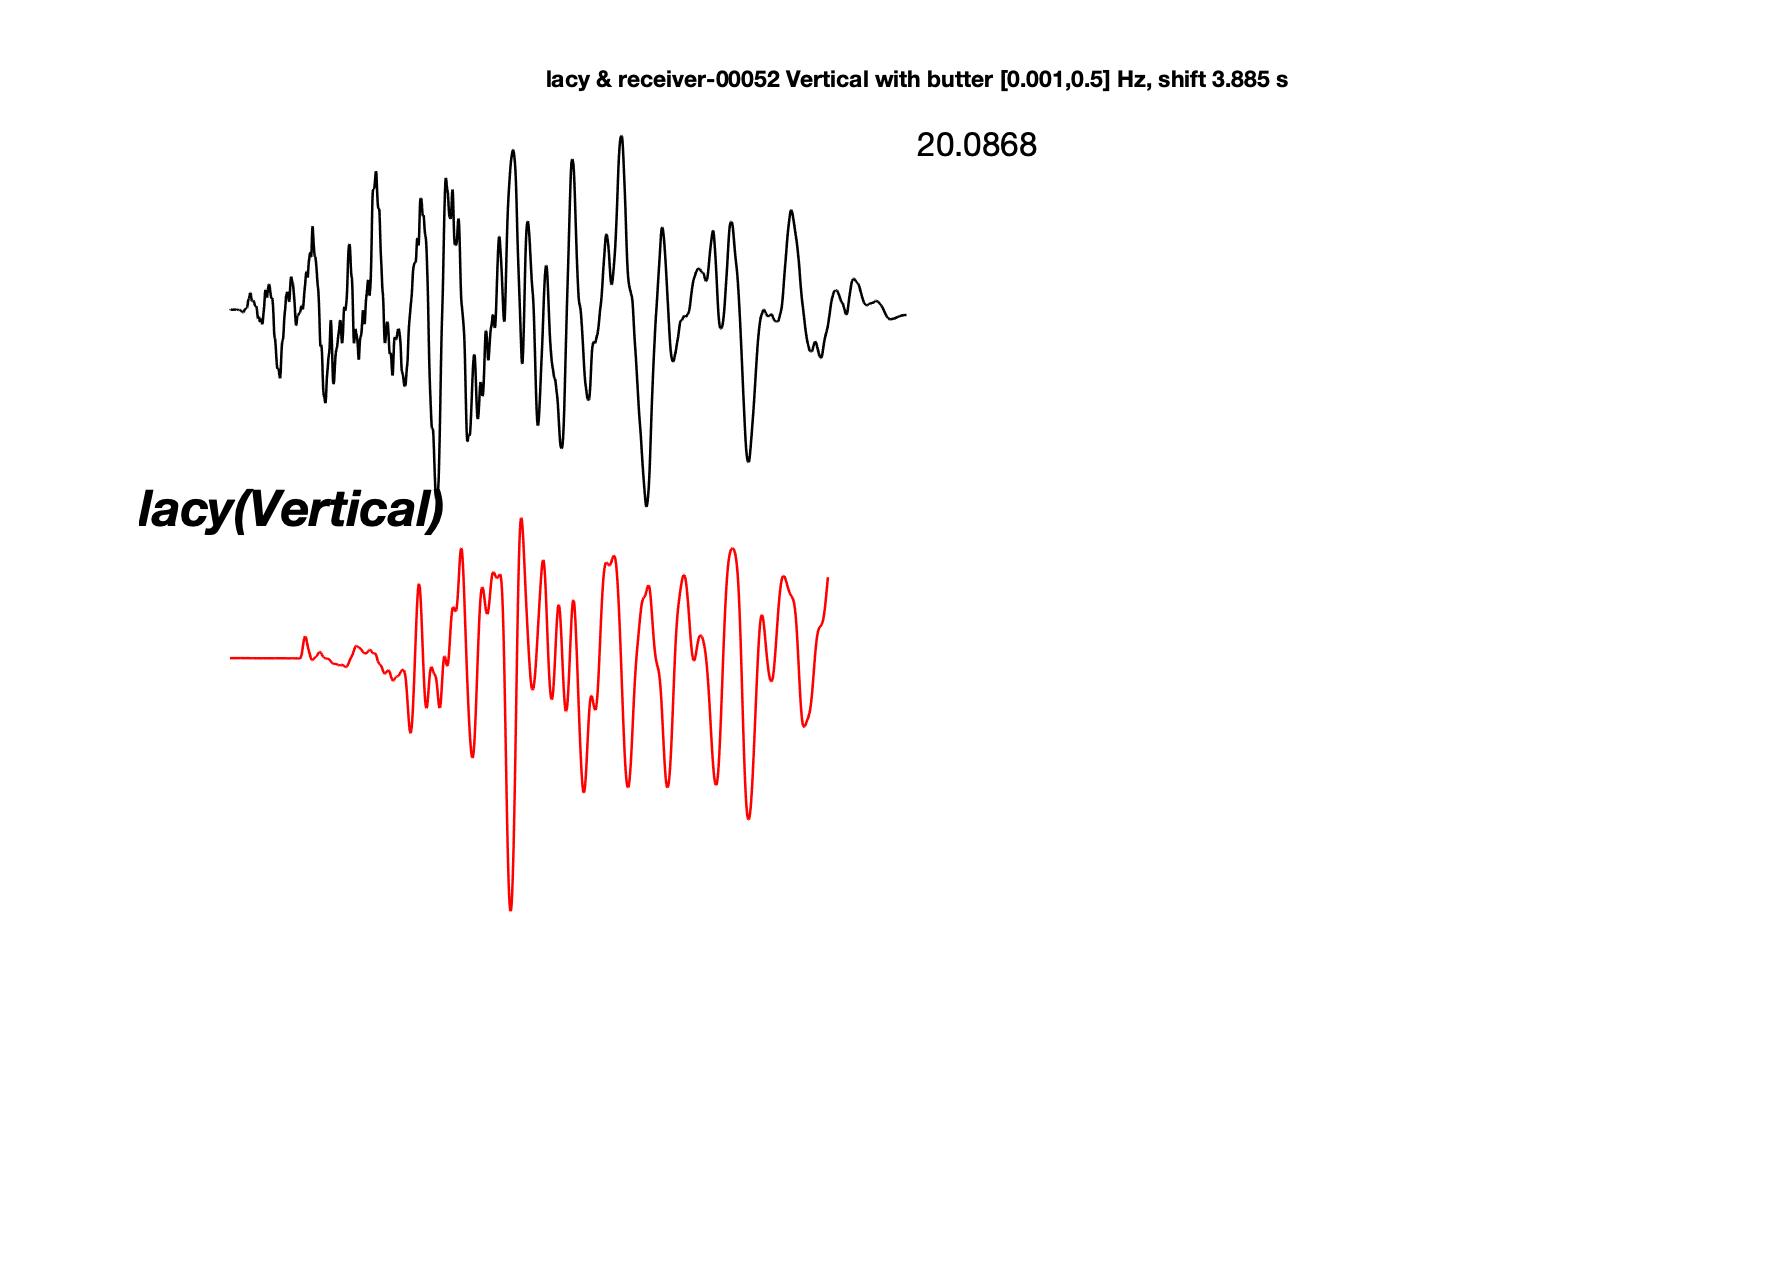 lacy & receiver-00052 Vertical with butter [0.001,0.5] Hz, shift 3.885 s
20.0868
lacy(Vertical)